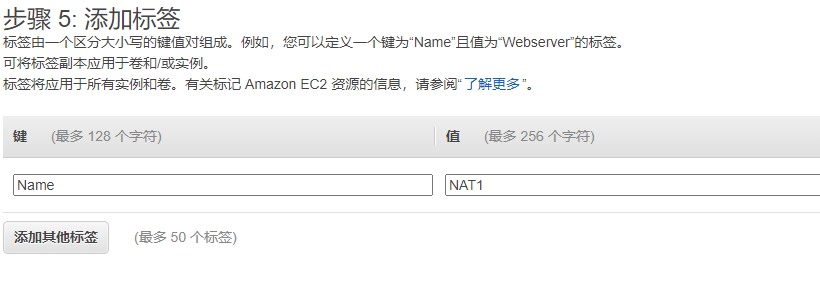 步骤 5: 添加标签
标签由一个区分大小写的键值对组成。例如，您可以定义一个键为“Name”且值为“Webserver”的标签。
可将标签副本应用于卷和/或实例。
标签将应用于所有实例和卷。有关标记 Amazon EC2 资源的信息，请参阅“了解更多”。
键 (最多 128 个字符) 值 (最多 256 个字符)
Name NAT1
添加其他标签 (最多 50 个标签)